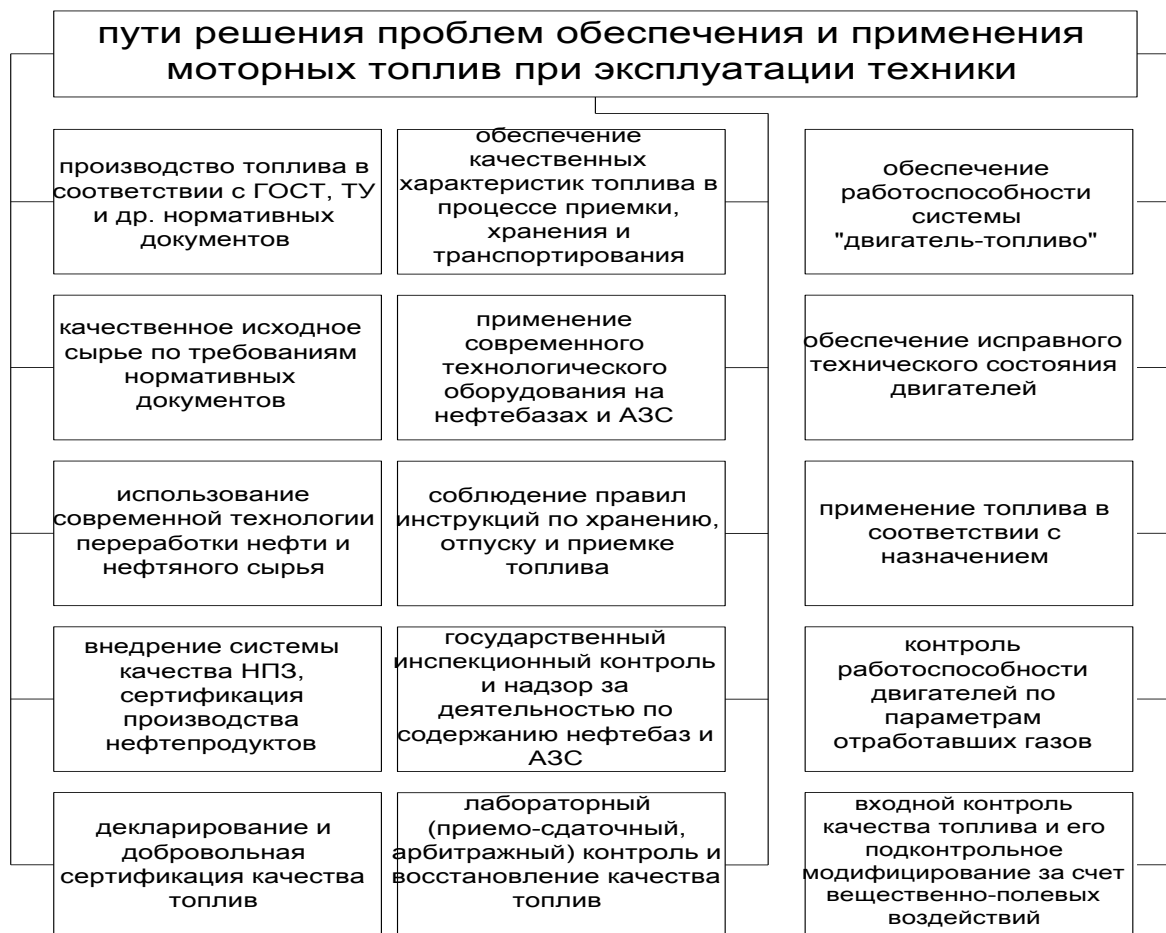 пути решения проблем обеспечения и применения
моторных топлив при эксплуатации техники
производство топлива в
соответствии с ГОСТ, ТУ
и др. нормативных
документов
качественное исходное
сырье по требованиям
нормативных
документов
использование
современной технологии
переработки нефти и
нефтяного сырья
внедрение системы
качества НПЗ,
сертификация
производства
нефтепродуктов
декларирование и
добровольная
сертификация качества
топлив
обеспечение
качественных
характеристик топлива в
процессе приемки,
хранения и
транспортирования
применение
современного
технологического
оборудования на
нефтебазах и АЗС
соблюдение правил
инструкций по хранению,
отпуску и приемке
топлива
государственный
инспекционный контроль
и надзор за
деятельностью по
содержанию нефтебаз и
АЗС
лабораторный
(приемо-сдаточный,
арбитражный) контроль и
восстановление качества
топлив
обеспечение
работоспособности
системы
"двигатель-топливо"
обеспечение исправного
технического состояния
двигателей
применение топлива в
соответствии с
назначением
контроль
работоспособности
двигателей по
параметрам
отработавших газов
входной контроль
качества топлива и его
подконтрольное
модифицирование за счет
вещественно-полевых
воздействий